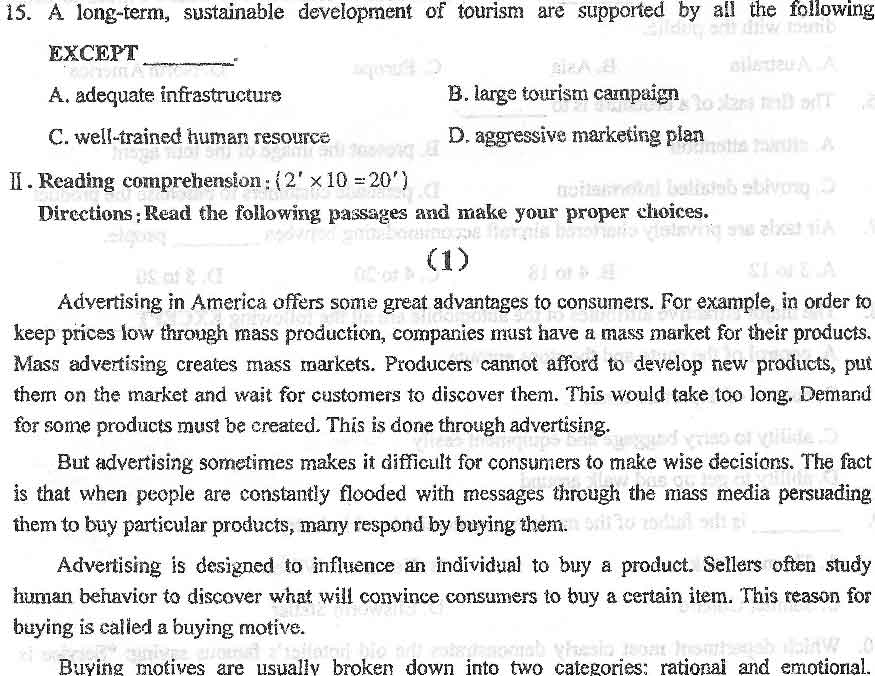 15. A long-term, sustainable development of tourism are supported by all the following
EXCEPT ________.
A. adequate infrastructure B. large tourism campaign
C. well-trained human resource D. aggressive marketing plan
Ⅱ. Reading comprehension: (2′ ×10 =20′)
Directions: Read the following passages and make your proper choices.
(1)
Advertising in America offers some great advantages to consumers. For example, in order to
keep prices low through mass production, companies must have a mass market for their products.
Mass advertising creates mass markets. Producers cannot afford to develop new products, put
them on the market and wait for customers to discover them. This would take too long. Demand
for some products must be created. This is done through advertising.
But advertising sometimes makes it difficult for consumers to make wise decisions. The fact
is that when people are constantly flooded with messages through the mass media persuading
them to buy particular products, many respond by buying them.
Advertising is designed to influence an individual to buy a product. Sellers often study
human behavior to discover what will convince consumers to buy a certain item. This reason for
buying is called a buying motive.
Buying motives are usually broken down into two categories: rational and emotional.